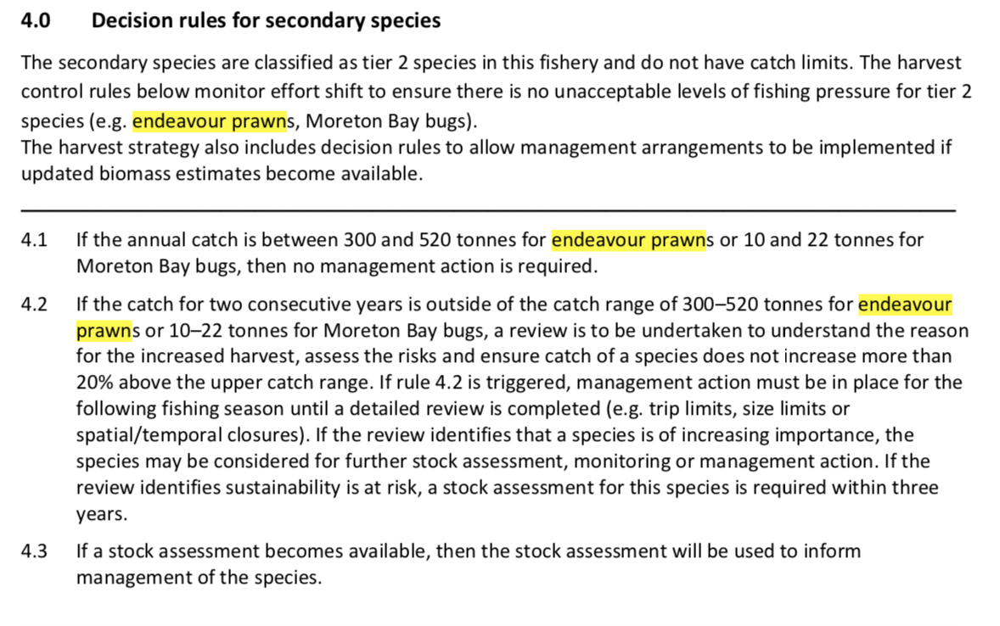 4.0 Decision rules for secondary species
The secondary species are classified as tier 2 species in this fishery and do not have catch limits. The harvest
control rules below monitor effort shift to ensure there is no unacceptable levels of fishing pressure for tier 2
species (e.g. endeavour prawns, Moreton Bay bugs).
The harvest strategy also includes decision rules to allow management arrangements to be implemented if
updated biomass estimates become available.
4.1 If the annual catch is between 300 and 520 tonnes for endeavour prawns or 10 and 22 tonnes for
Moreton Bay bugs, then no management action is required.
4.2 If the catch for two consecutive years is outside of the catch range of 300–520 tonnes for endeavour
prawns or 10–22 tonnes for Moreton Bay bugs, a review is to be undertaken to understand the reason
for the increased harvest, assess the risks and ensure catch of a species does not increase more than
20% above the upper catch range. If rule 4.2 is triggered, management action must be in place for the
following fishing season until a detailed review is completed (e.g. trip limits, size limits or
spatial/temporal closures). If the review identifies that a species is of increasing importance, the
species may be considered for further stock assessment, monitoring or management action. If the
review identifies sustainability is at risk, a stock assessment for this species is required within three
years.
4.3 If a stock assessment becomes available, then the stock assessment will be used to inform
management of the species.